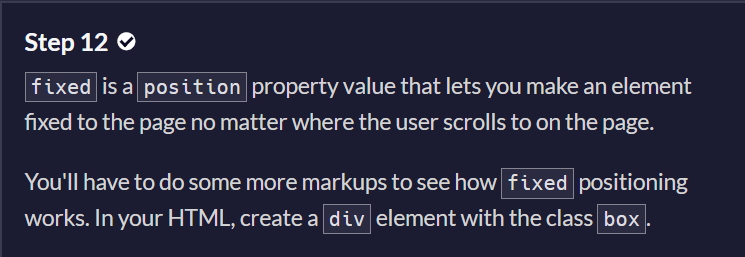 Step 12
fixed is a position property value that lets you make an element
fixed to the page no matter where the user scrolls to on the page.
You'll have to do some more markups to see how fixed positioning
works. In your HTML, create a div element with the class box.